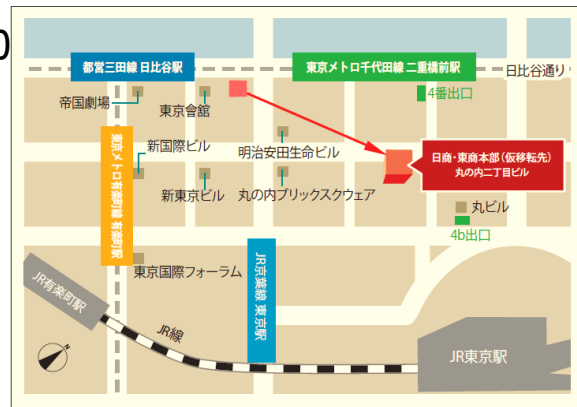 都営三田線 日比谷駅
東京メトロ千代田線 二重橋前駅
日比谷通り
帝国劇場
東京會舘
4番出口
新国際ビル
明治安田生命ビル
日商・東商本部（仮移転先）
丸の内二丁目ビル
東京メトロ有楽町線 有楽町駅
新東京ビル
丸の内ブリックスクウェア
丸ビル
4b出口
東京国際フォーラム
JR京葉線 東京駅
JR有楽町駅
JR線
N
JR東京駅